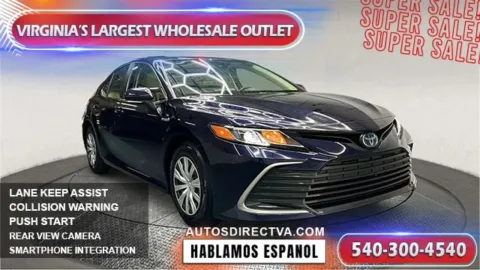 VIRGINIA'S LARGEST WHOLESALE OUTLET
SUPER SALE!
SUPER SALE!
SUPER SALE!
LANE KEEP ASSIST
COLLISION WARNING
PUSH START
REAR VIEW CAMERA
SMARTPHONE INTEGRATION
AUTOSDIRECTVA.COM
HABLAMOS ESPANOL
540-300-4540